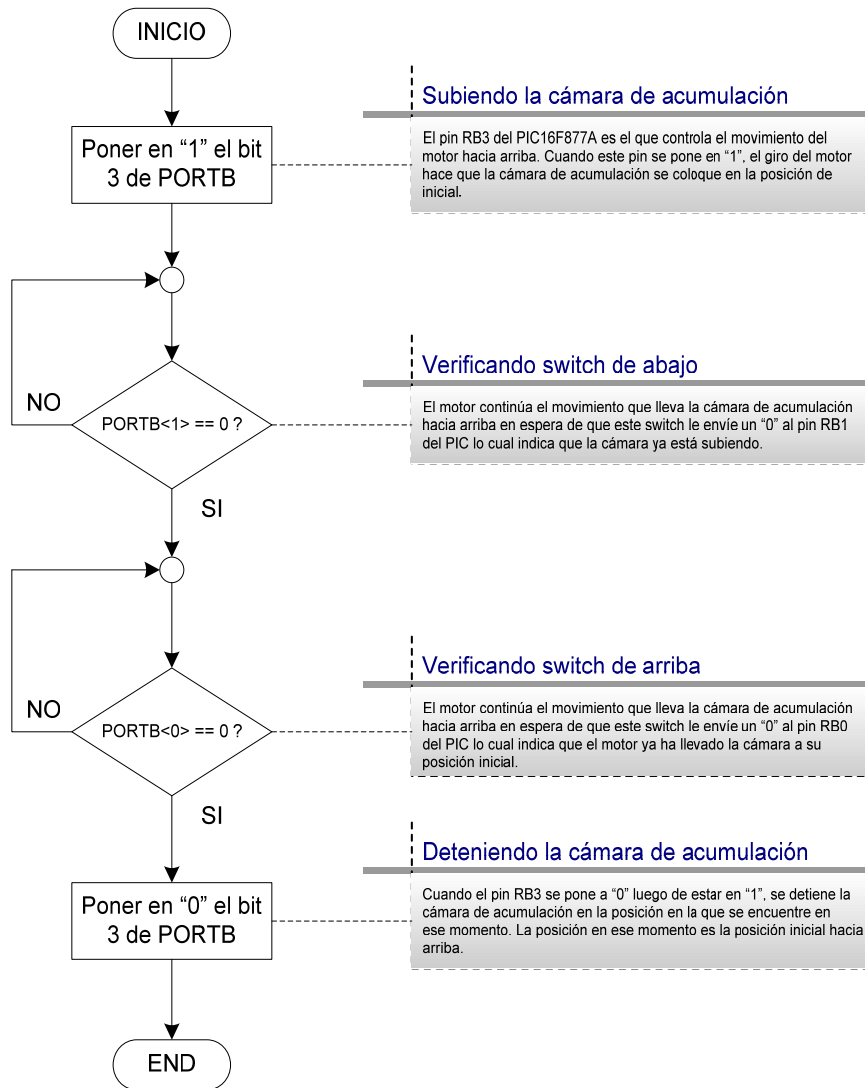 INICIO
Poner en “1” el bit
3 de PORTB
Subiendo la cámara de acumulación
El pin RB3 del PIC16F877A es el que controla el movimiento del
motor hacia arriba. Cuando este pin se pone en “1”, el giro del motor
hace que la cámara de acumulación se coloque en la posición de
inicial.
NO
PORTB<1> == 0 ?
SI
Verificando switch de abajo
El motor continúa el movimiento que lleva la cámara de acumulación
hacia arriba en espera de que este switch le envíe un “0” al pin RB1
del PIC lo cual indica que la cámara ya está subiendo.
NO
PORTB<0> == 0 ?
SI
Verificando switch de arriba
El motor continúa el movimiento que lleva la cámara de acumulación
hacia arriba en espera de que este switch le envíe un “0” al pin RB0
del PIC lo cual indica que el motor ya ha llevado la cámara a su
posición inicial.
Poner en “0” el bit
3 de PORTB
Deteniendo la cámara de acumulación
Cuando el pin RB3 se pone a “0” luego de estar en “1”, se detiene la
cámara de acumulación en la posición en la que se encuentre en
ese momento. La posición en ese momento es la posición inicial hacia
arriba.
END